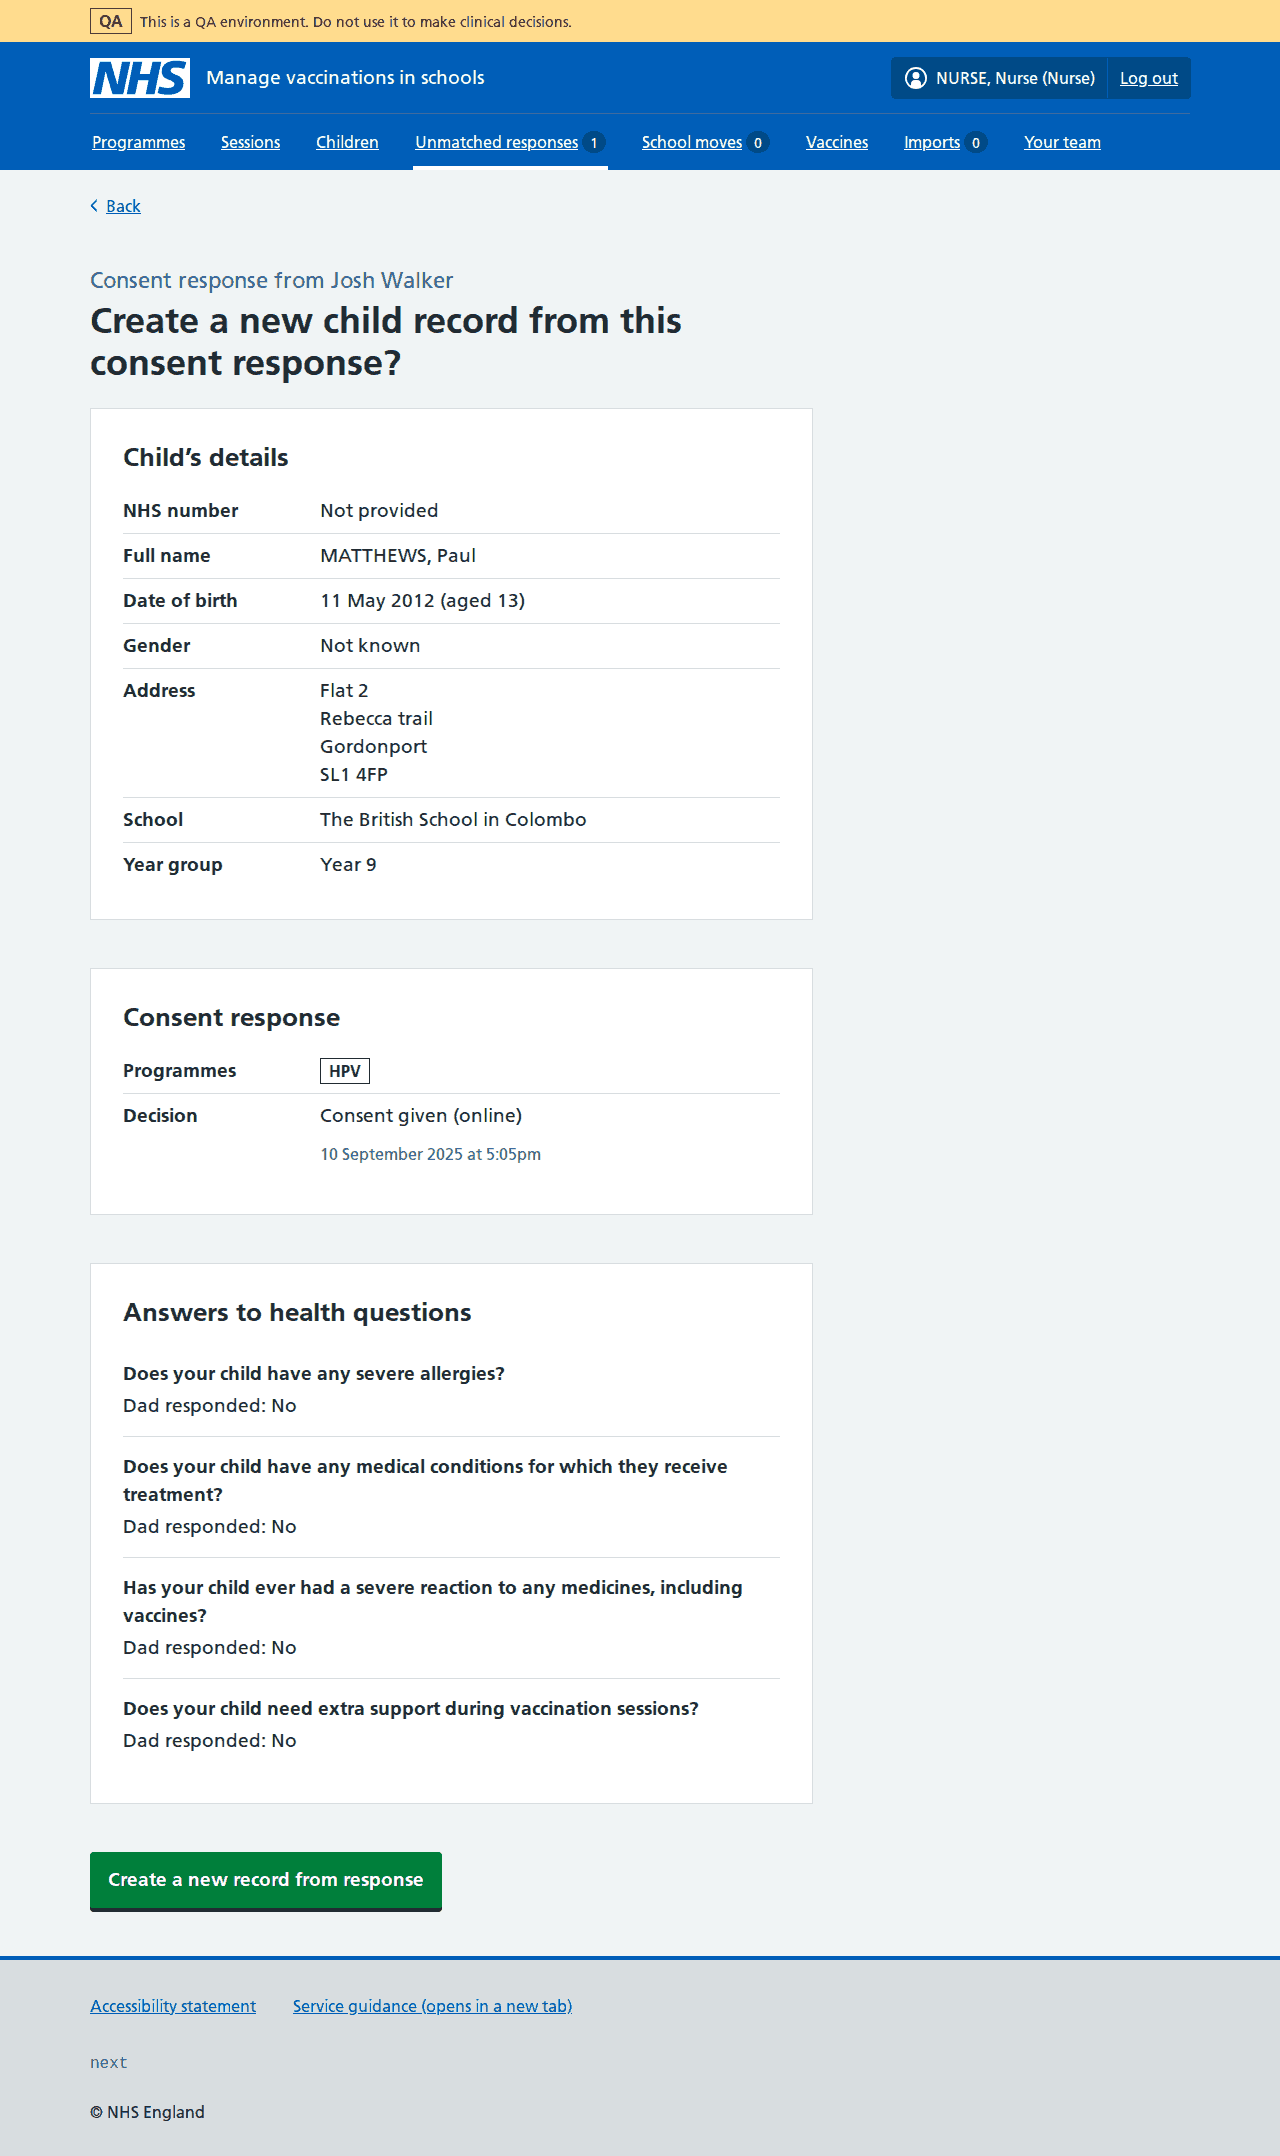 QA This is a QA environment. Do not use it to make clinical decisions.
NHS Manage vaccinations in schools NURSE, Nurse (Nurse) Log out
Programmes Sessions Children Unmatched responses 1 School moves 0 Vaccines Imports 0 Your team
Back
Consent response from Josh Walker
Create a new child record from this
consent response?
Child’s details
NHS number Not provided
Full name MATTHEWS, Paul
Date of birth 11 May 2012 (aged 13)
Gender Not known
Address Flat 2
Rebecca trail
Gordonport
SL1 4FP
School The British School in Colombo
Year group Year 9
Consent response
Programmes HPV
Decision Consent given (online)
10 September 2025 at 5:05pm
Answers to health questions
Does your child have any severe allergies?
Dad responded: No
Does your child have any medical conditions for which they receive
treatment?
Dad responded: No
Has your child ever had a severe reaction to any medicines, including
vaccines?
Dad responded: No
Does your child need extra support during vaccination sessions?
Dad responded: No
Create a new record from response
Accessibility statement Service guidance (opens in a new tab)
next
© NHS England